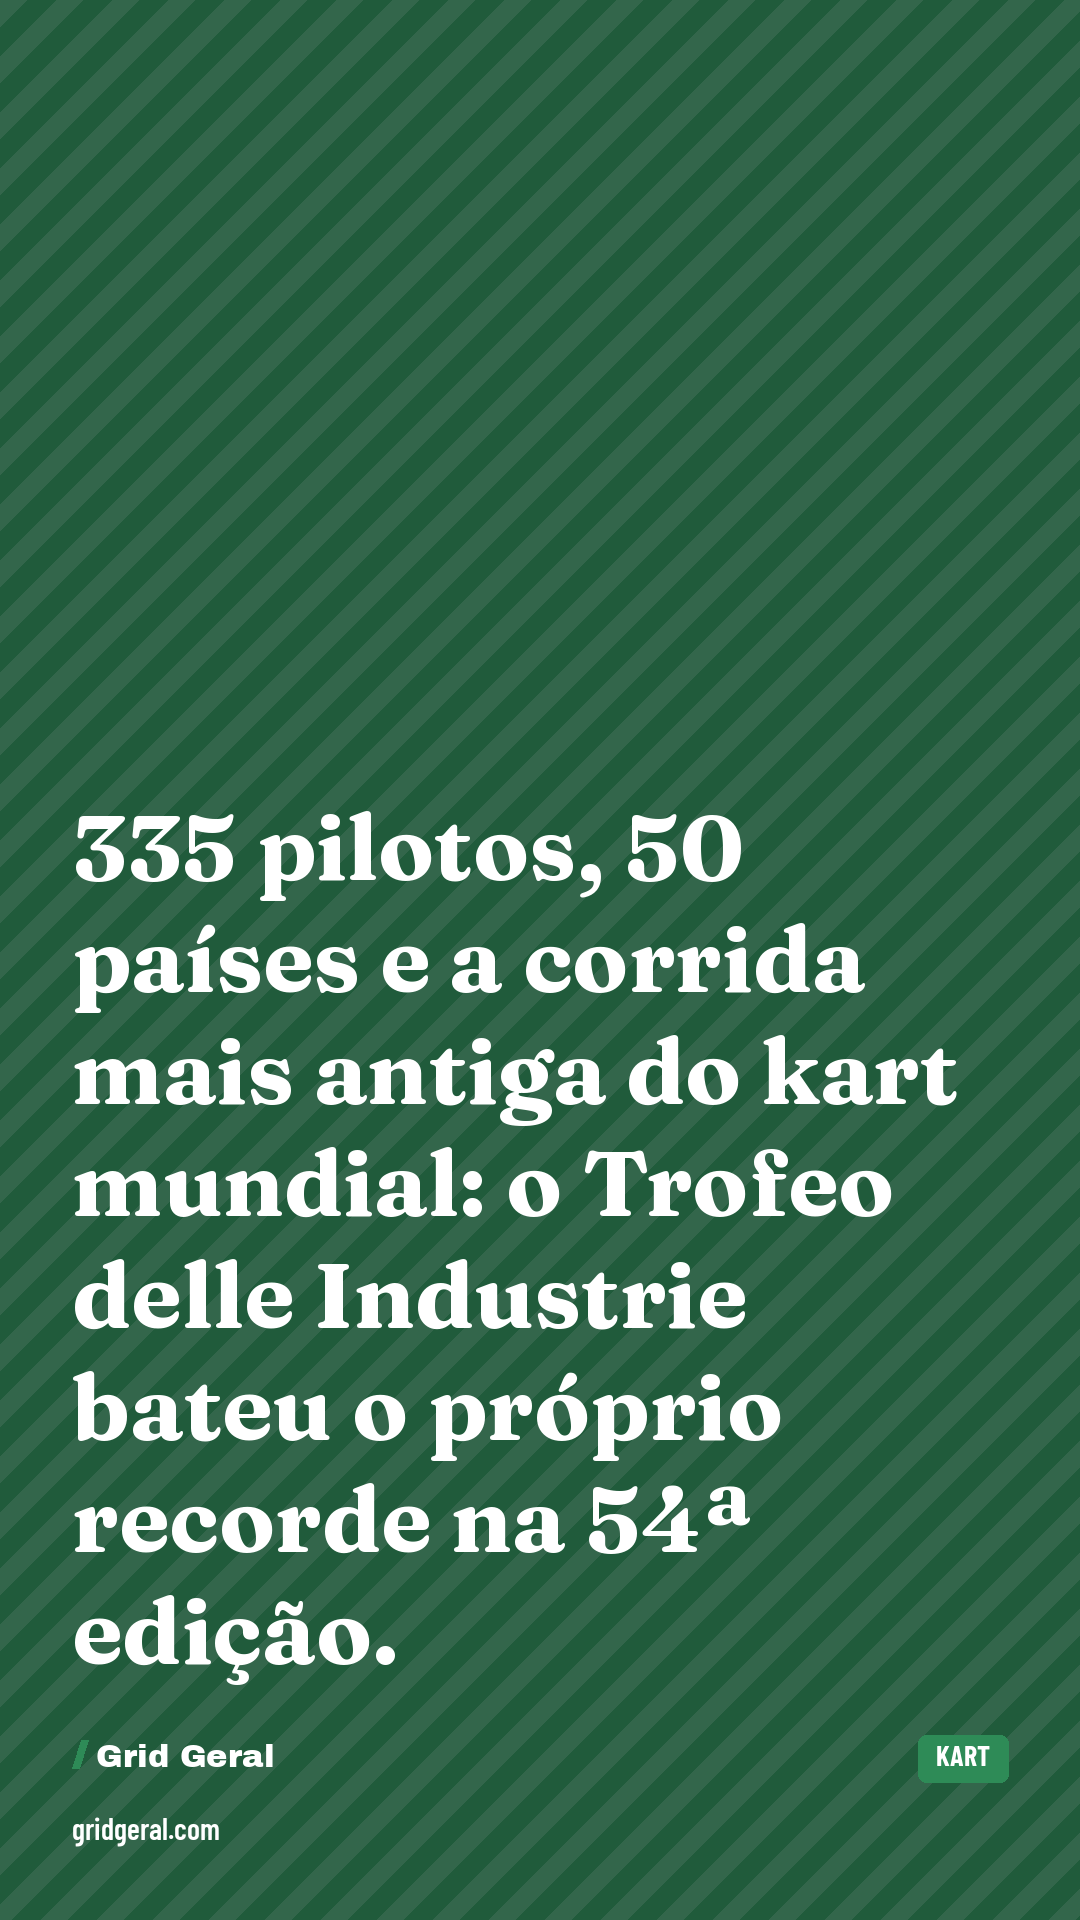 335 pilotos, 50
países e a corrida
mais antiga do kart
mundial: o Trofeo
delle Industrie
bateu o próprio
recorde na 54ª
edição.
/ Grid Geral
KART
gridgeral.com